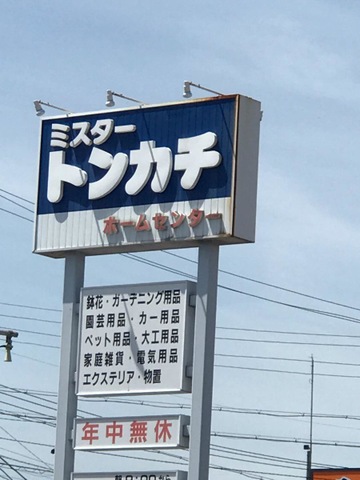 ミスター
トンカチ
ホームセンター
鉢花・ガーデニング用品
園芸用品・カー用品
ペット用品・大工用品
家庭雑貨・電気用品
エクステリア・物置
年中無休